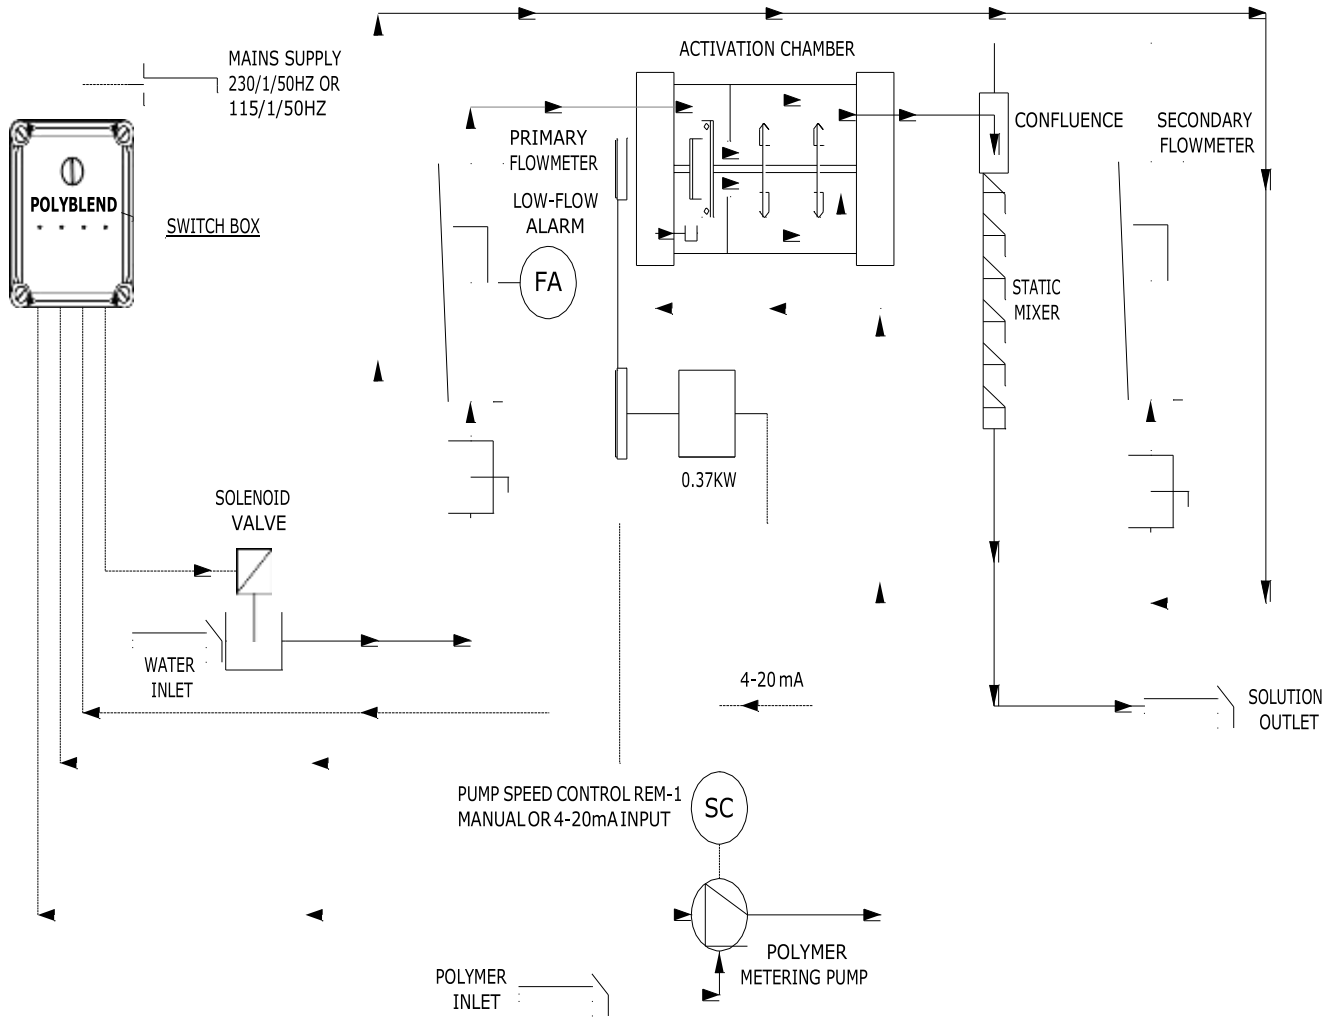 ACTIVATION CHAMBER
MAINS SUPPLY
230/1/50HZ OR
115/1/50HZ
PRIMARY
FLOWMETER
CONFLUENCE
SECONDARY
FLOWMETER
POLYBLEND
SWITCH BOX
LOW-FLOW
ALARM
FA
STATIC
MIXER
0.37KW
SOLENOID
VALVE
WATER
INLET
4-20 mA
SOLUTION
OUTLET
PUMP SPEED CONTROL REM-1
MANUAL OR 4-20mA INPUT
SC
POLYMER
METERING PUMP
POLYMER
INLET